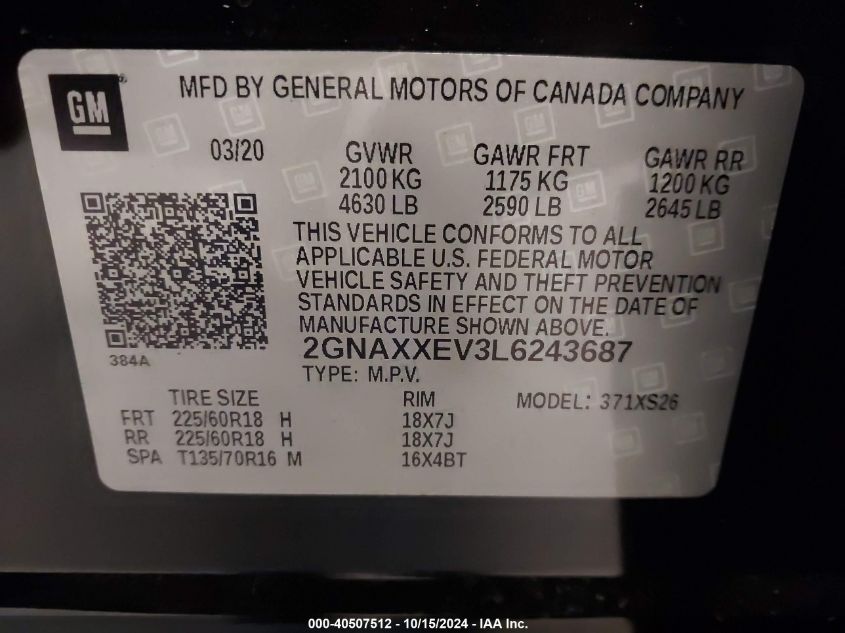 GM
MFD BY GENERAL MOTORS OF CANADA COMPANY
03/20 GVWR GAWR FRT GAWR RR
2100 KG 1175 KG 1200 KG
4630 LB 2590 LB 2645 LB
THIS VEHICLE CONFORMS TO ALL
APPLICABLE U.S. FEDERAL MOTOR
VEHICLE SAFETY AND THEFT PREVENTION
STANDARDS IN EFFECT ON THE DATE OF
MANUFACTURE SHOWN ABOVE.
384A
2GNAXXEV3L6243687
TYPE: M.P.V.
TIRE SIZE RIM MODEL: 371XS26
FRT 225/60R18 H 18X7J
RR 225/60R18 H 18X7J
SPA T135/70R16 M 16X4BT
000-40507512 - 10/15/2024 - IAA Inc.